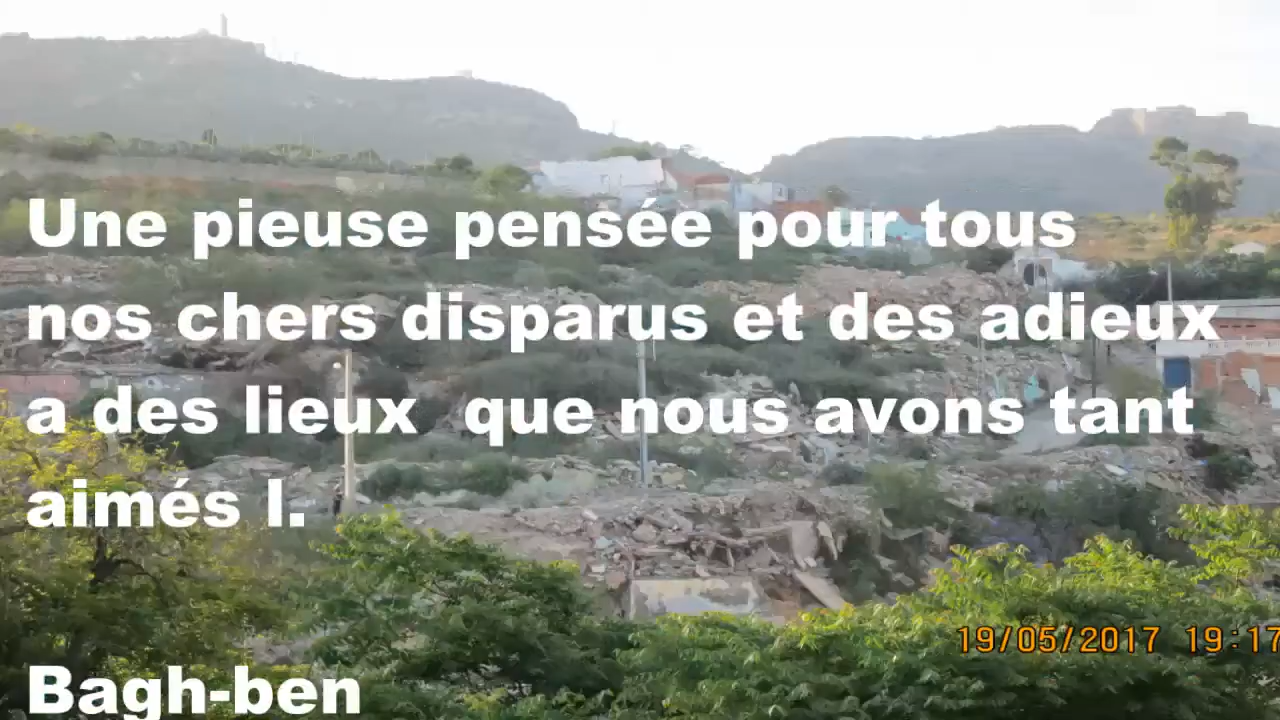 Une pieuse pensée pour tous
nos chers disparus et des adieux
a des lieux  que nous avons tant
aimés l.
19/05/2017 19:17
Bagh-ben